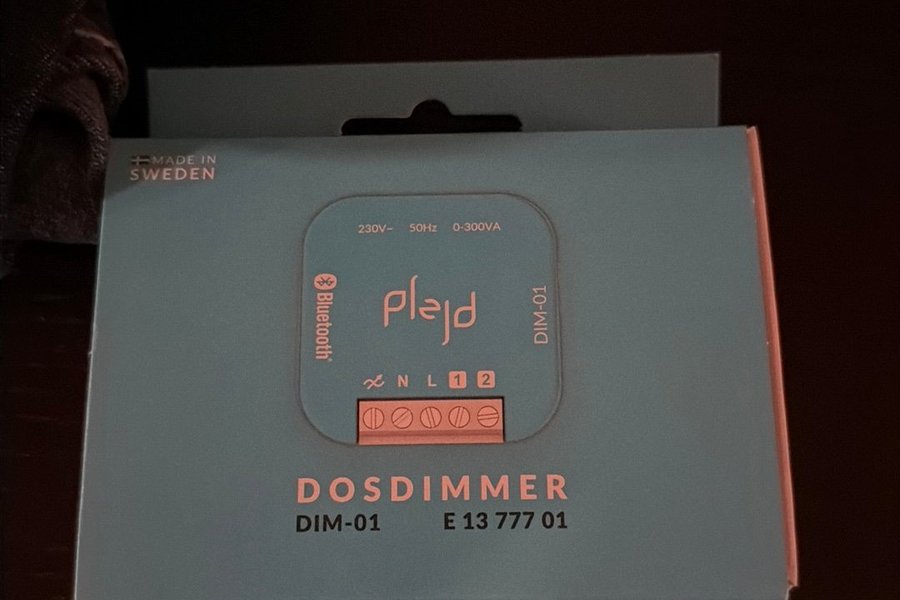 MADE IN
SWEDEN
230V~ 50Hz 0-300VA
Bluetooth
plejd
DIM-01
N L 1 2
DOSDIMMER
DIM-01 E 13 777 01